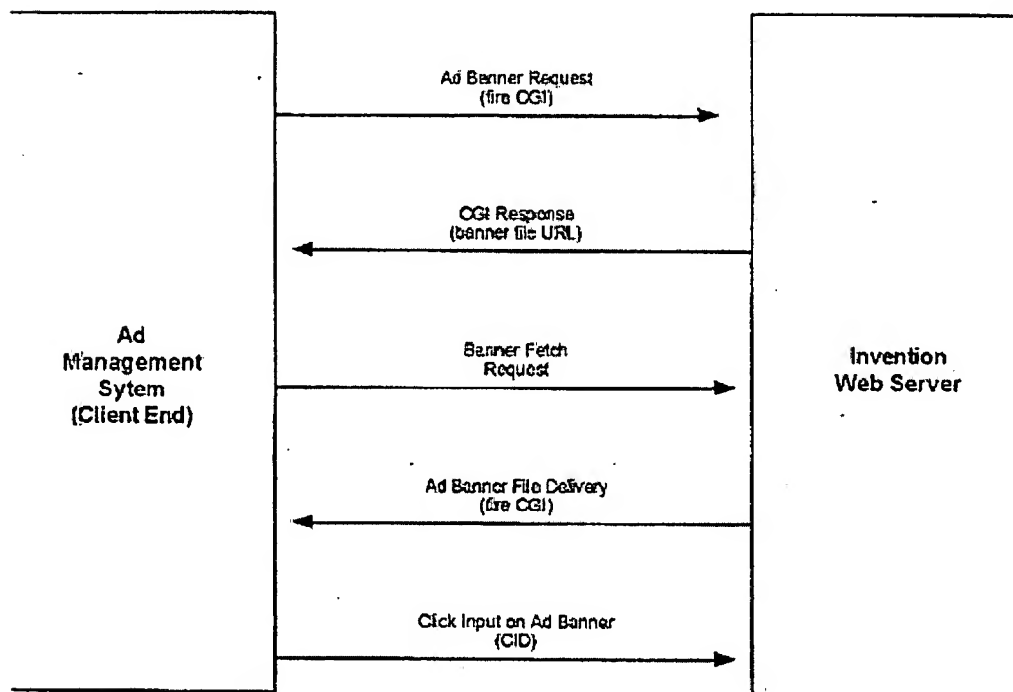 Ad Banner Request
(fire CGI)
CGI Response
(banner file URL)
Ad
Management
Sytem
(Client End)
Banner Fetch
Request
Invention
Web Server
Ad Banner File Delivery
(fire CGI)
Click Input on Ad Banner
(CID)